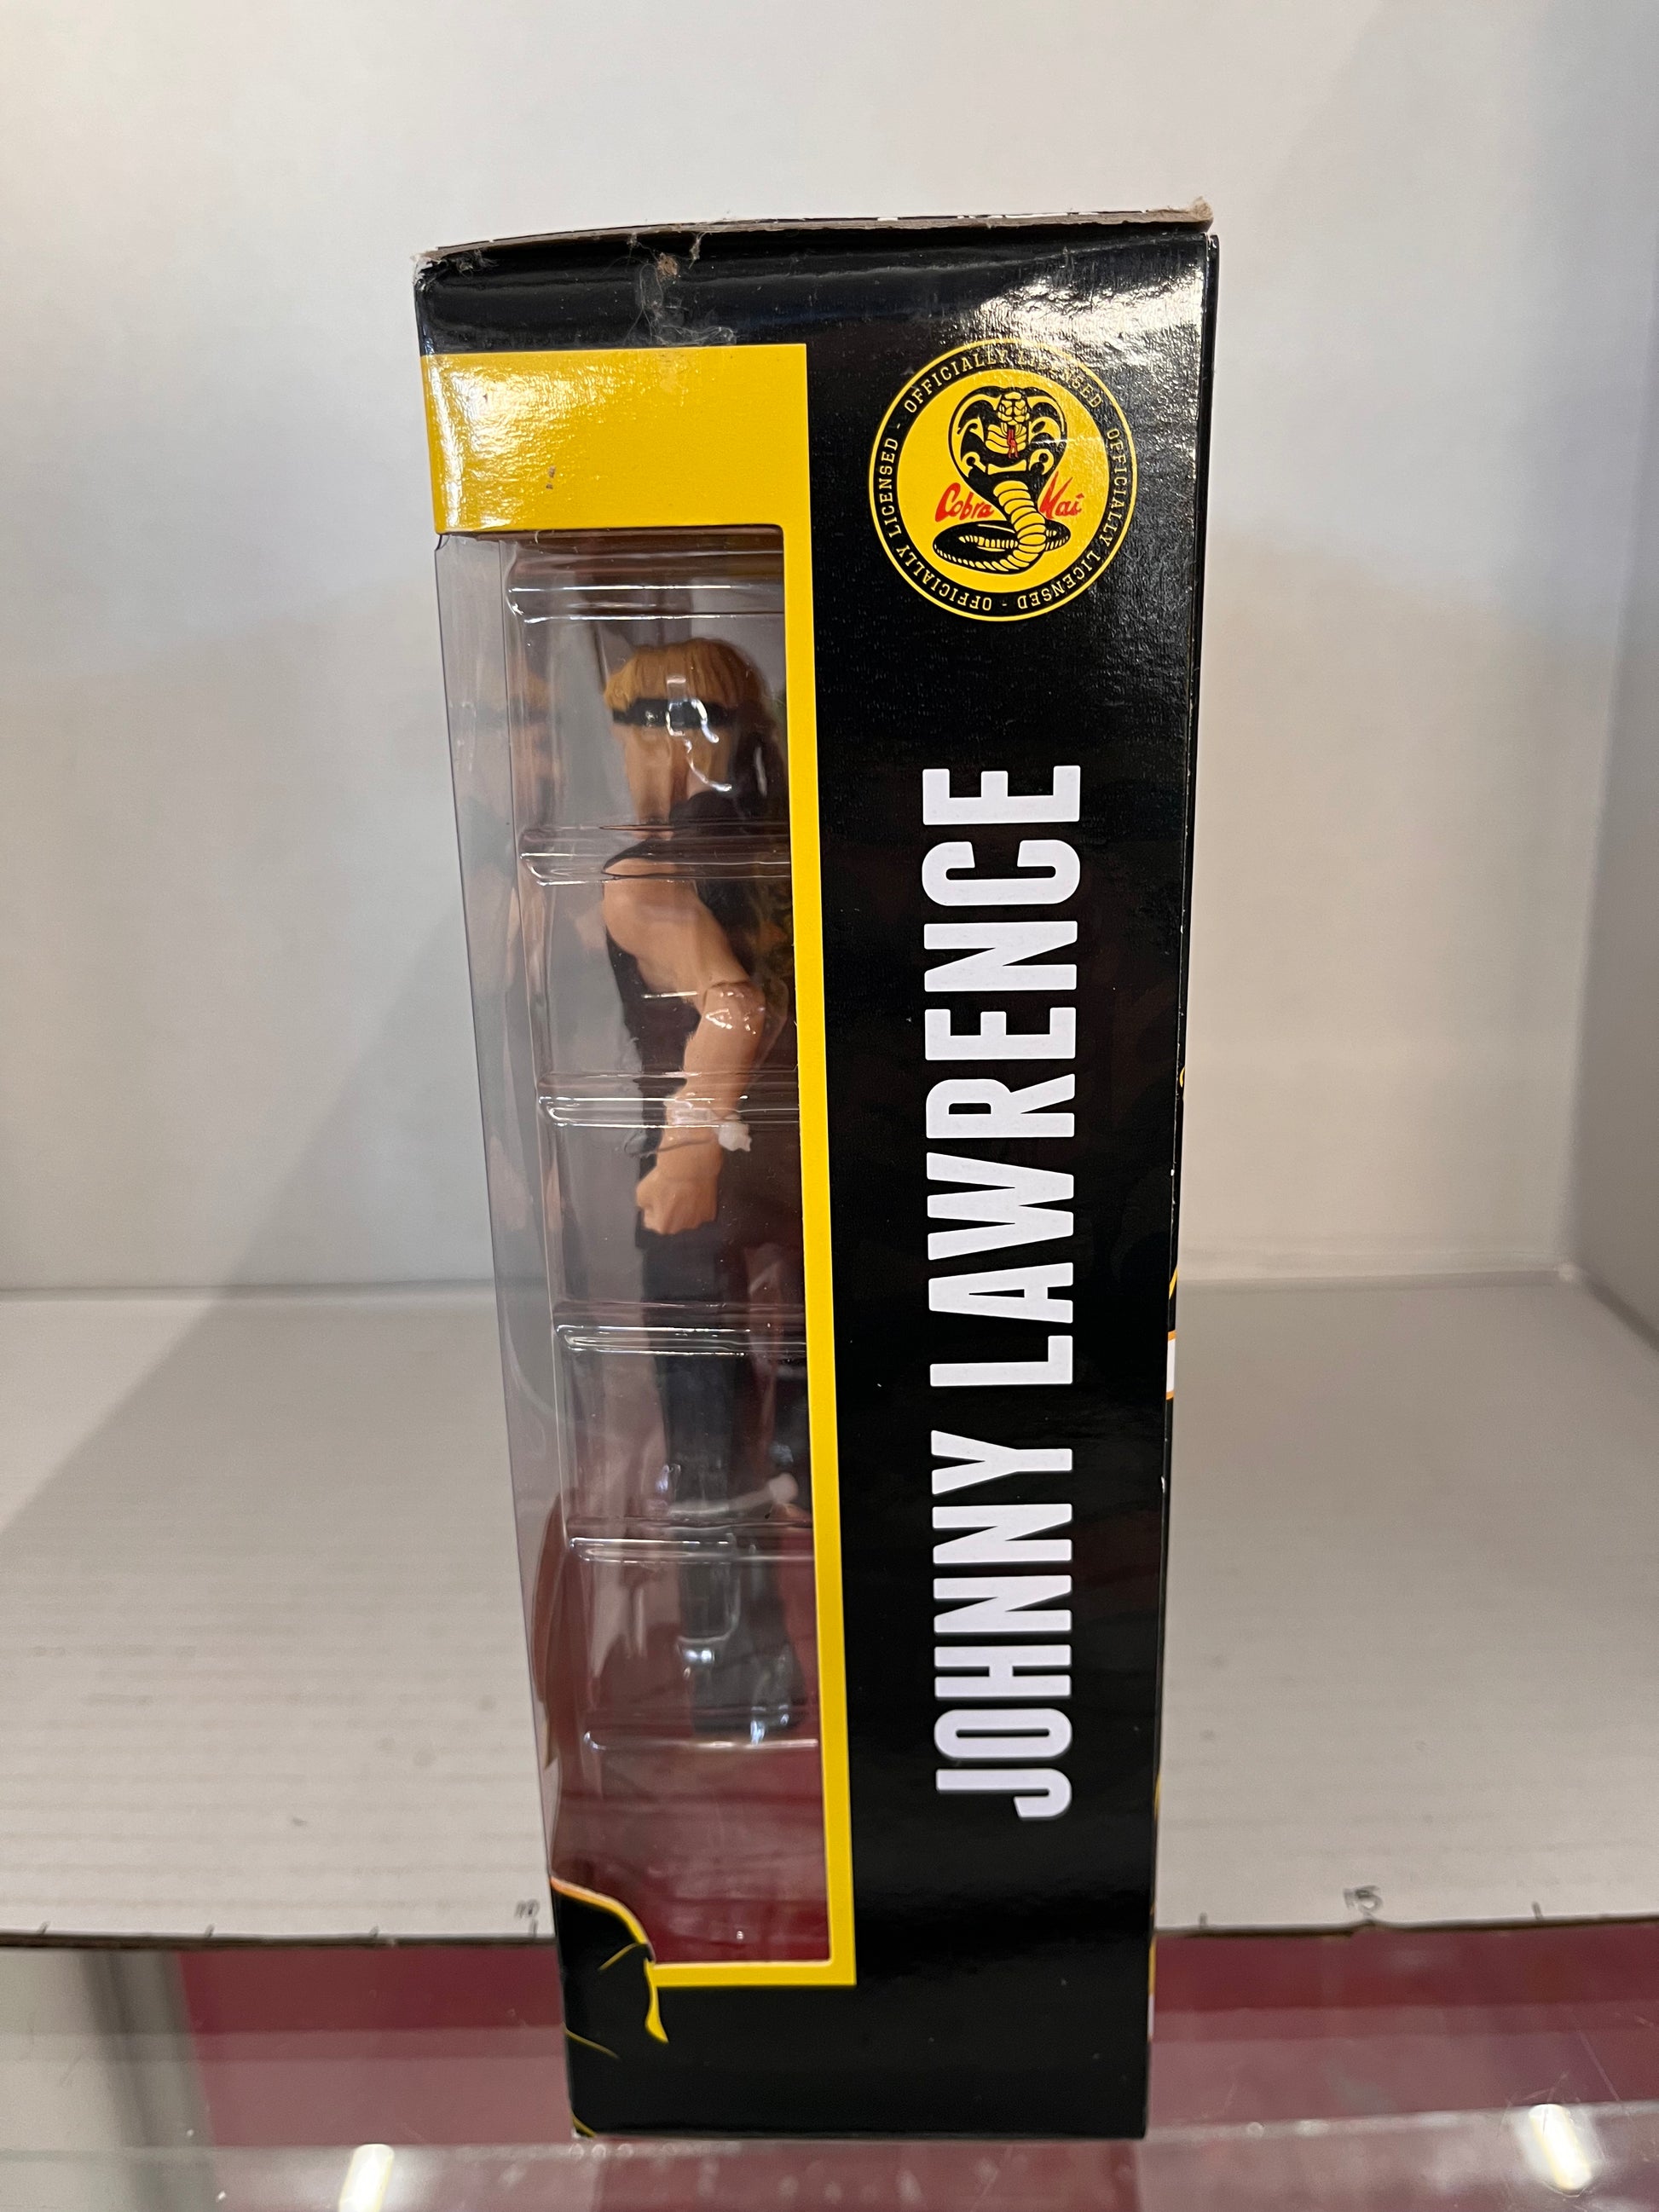 OFFICIALLY LICENSED - OFFICIALLY LICENSED - OFFICIALLY LICENSED -
Cobra Kai
JOHNNY LAWRENCE